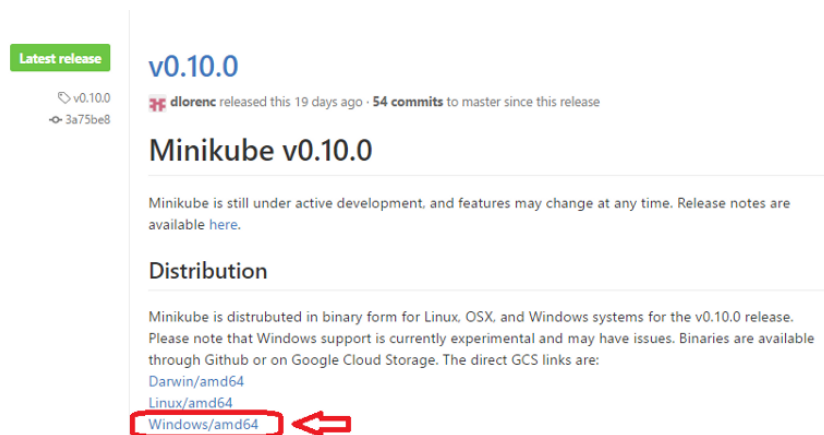 Latest release
v0.10.0
v0.10.0
dlorenc released this 19 days ago · 54 commits to master since this release
3a75be8
Minikube v0.10.0
Minikube is still under active development, and features may change at any time. Release notes are
available here.
Distribution
Minikube is distrubuted in binary form for Linux, OSX, and Windows systems for the v0.10.0 release.
Please note that Windows support is currently experimental and may have issues. Binaries are available
through Github or on Google Cloud Storage. The direct GCS links are:
Darwin/amd64
Linux/amd64
Windows/amd64